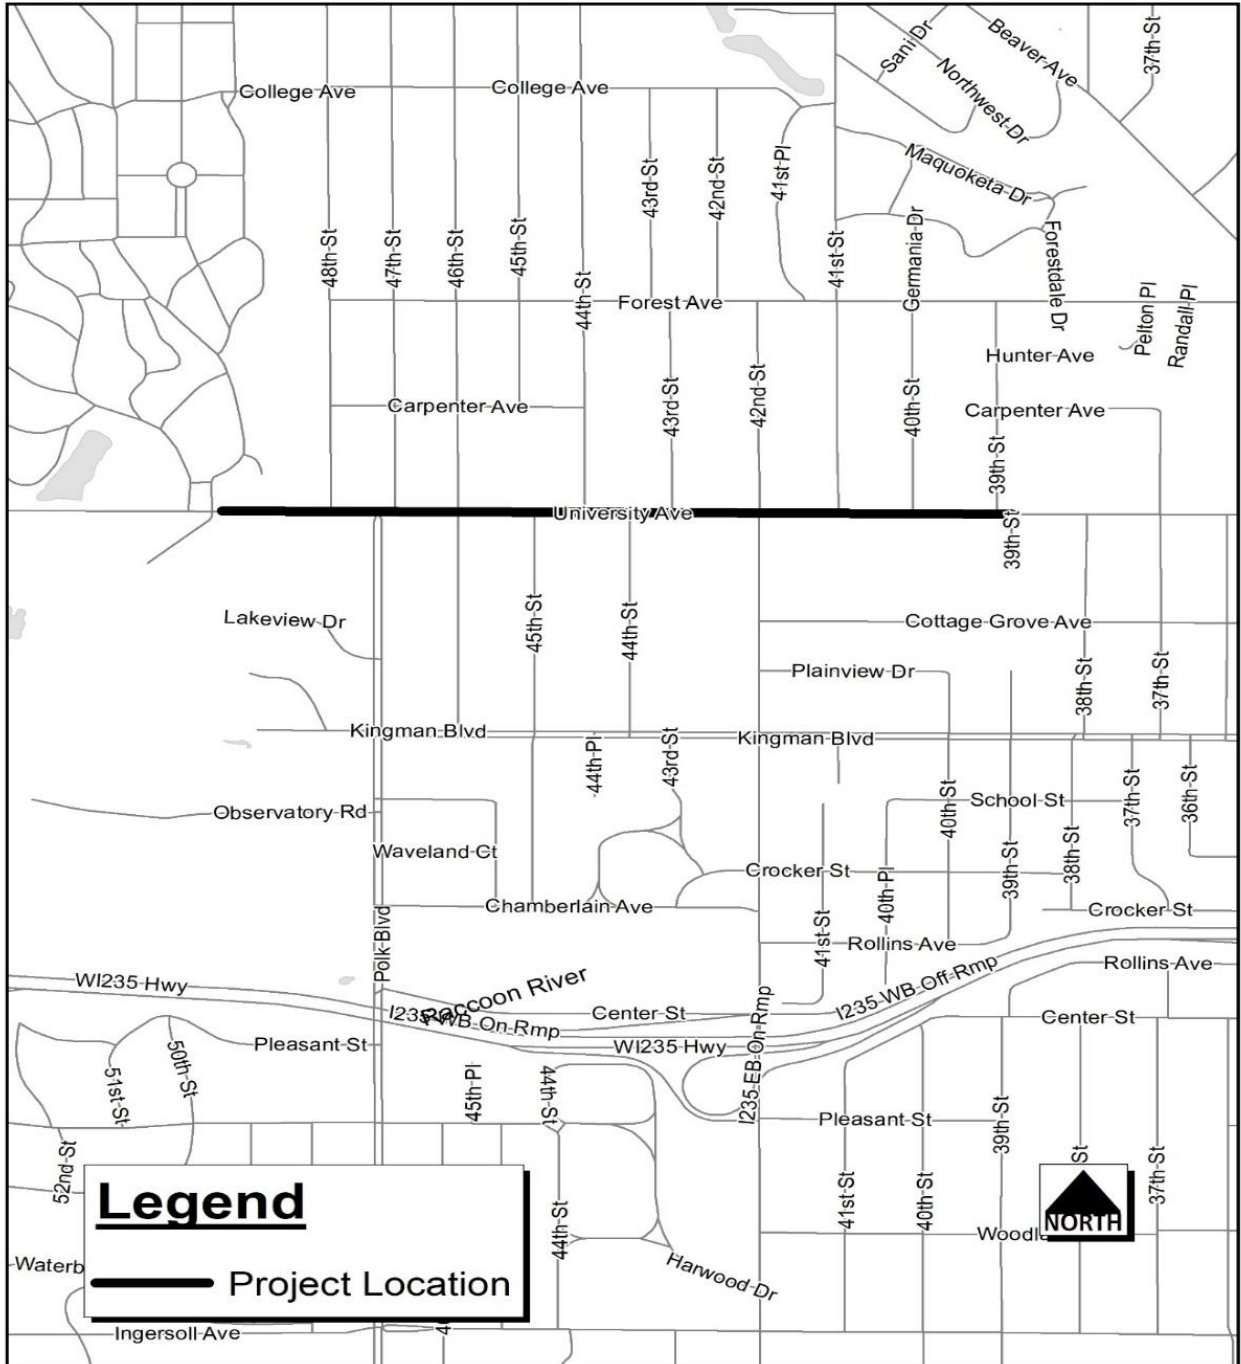 Beaver Ave
37th St
Sani Dr
Northwest Dr
College Ave
College Ave
43rd St
42nd St
41st Pl
Maquoketa Dr
48th St
47th St
46th St
45th St
44th St
41st St
Germania Dr
Forestdale Dr
Forest Ave
Pelton Pl
Randall Pl
Hunter Ave
Carpenter Ave
43rd St
42nd St
40th St
Carpenter Ave
39th St
University Ave
39th St
Lakeview Dr
45th St
44th St
Cottage Grove Ave
Plainview Dr
38th St
37th St
Kingman Blvd
Kingman Blvd
44th Pl
43rd St
Observatory Rd
40th St
School St
37th St
36th St
Waveland Ct
Crocker St
40th Pl
39th St
38th St
Chamberlain Ave
Crocker St
Polk Blvd
41st St
Rollins Ave
Rollins Ave
WI235 Hwy
Raccoon River
I235 WB Off-Rmp
I235 WB On Rmp
Center St
Center St
Pleasant St
WI235 Hwy
I235 EB On Rmp
50th St
51st St
45th Pl
44th St
Pleasant St
39th St
52nd St
St
37th St
41st St
40th St
44th St
Legend
NORTH
Woodla
Waterb
Project Location
Harwood Dr
Ingersoll Ave